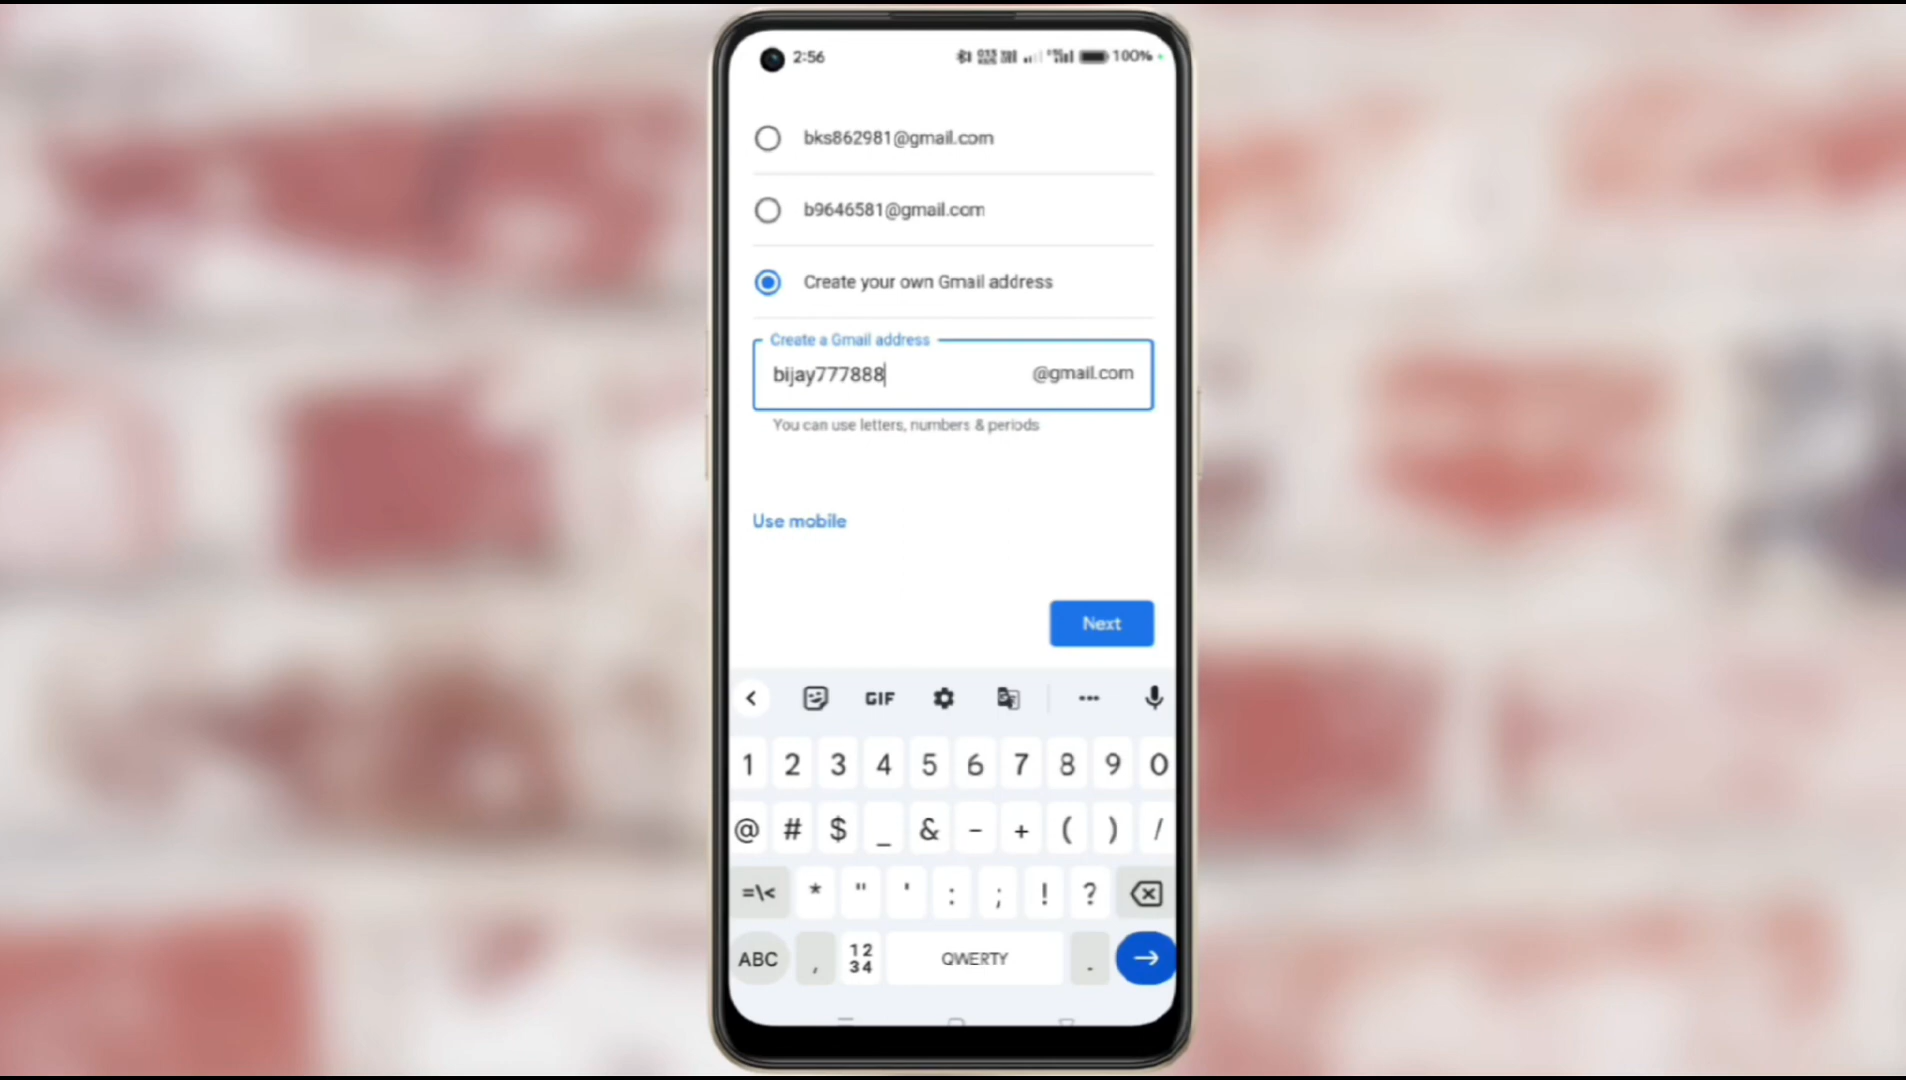 2:56
100%
bks862981@gmail.com
b9646581@gmail.com
Create your own Gmail address
Create a Gmail address
bijay777888 @gmail.com
You can use letters, numbers & periods
Use mobile
Next
GIF
1 2 3 4 5 6 7 8 9 0
@ # $ _ & - + ( ) /
=\< * " ' : ; ! ?
ABC , 12 34 QWERTY .